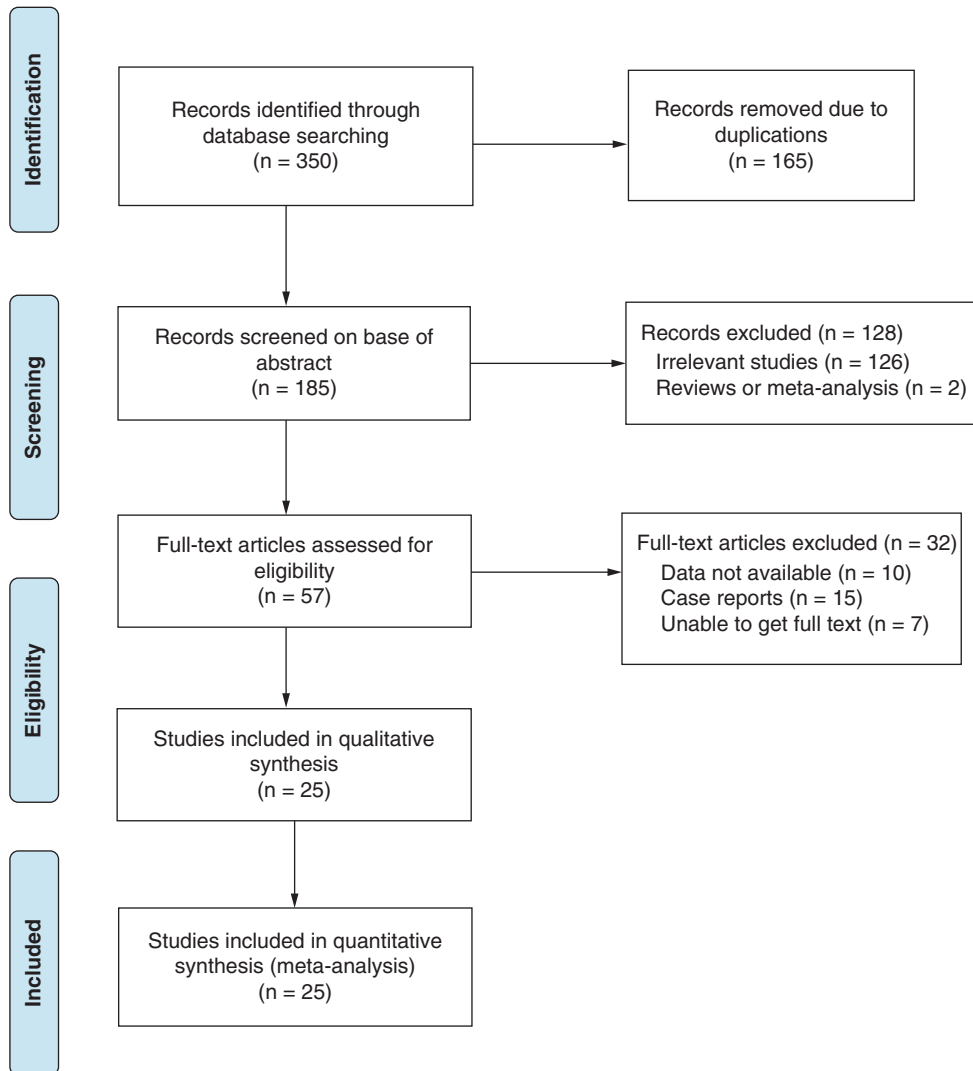 Identification
Records identified through
database searching
(n = 350)
Records removed due to
duplications
(n = 165)
Screening
Records screened on base of
abstract
(n = 185)
Records excluded (n = 128)
Irrelevant studies (n = 126)
Reviews or meta-analysis (n = 2)
Full-text articles assessed for
eligibility
(n = 57)
Full-text articles excluded (n = 32)
Data not available (n = 10)
Case reports (n = 15)
Unable to get full text (n = 7)
Eligibility
Studies included in qualitative
synthesis
(n = 25)
Included
Studies included in quantitative
synthesis (meta-analysis)
(n = 25)